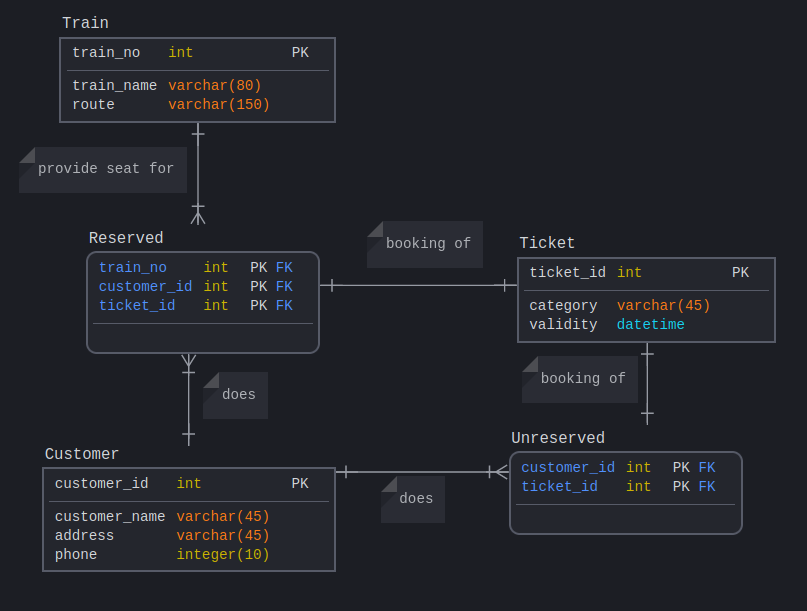 Train
train_no int PK
train_name varchar(80)
route varchar(150)
provide seat for
Reserved
train_no int PK FK
customer_id int PK FK
ticket_id int PK FK
booking of
Ticket
ticket_id int PK
category varchar(45)
validity datetime
does
booking of
Customer
customer_id int PK
customer_name varchar(45)
address varchar(45)
phone integer(10)
does
Unreserved
customer_id int PK FK
ticket_id int PK FK